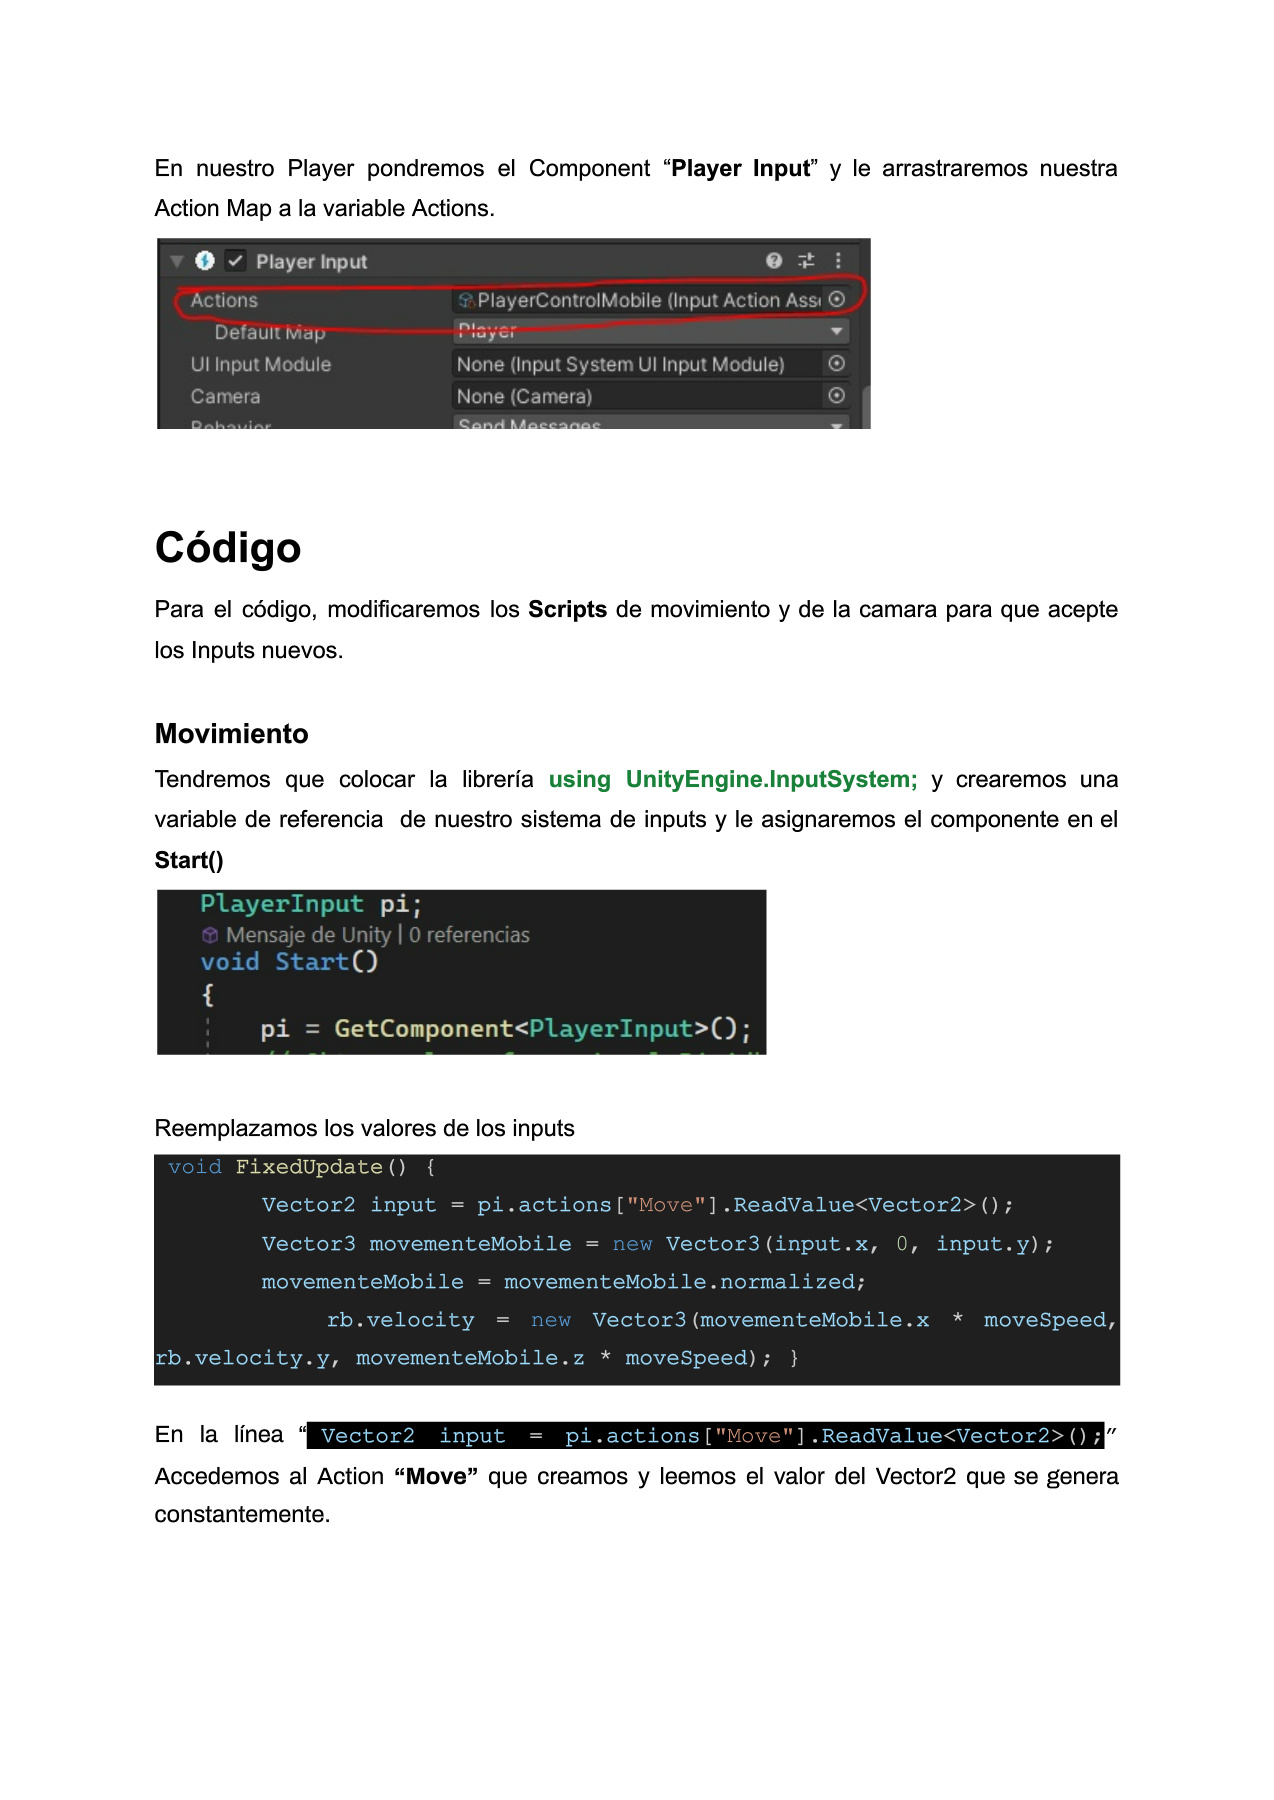 En nuestro Player pondremos el Component “Player Input” y le arrastraremos nuestra
Action Map a la variable Actions.
Player Input
Actions
PlayerControlMobile (Input Action Ass
Default Map
Player
UI Input Module
None (Input System UI Input Module)
Camera
None (Camera)
Behavior
Send Messages
Código
Para el código, modificaremos los Scripts de movimiento y de la camara para que acepte
los Inputs nuevos.
Movimiento
Tendremos que colocar la librería using UnityEngine.InputSystem; y crearemos una
variable de referencia  de nuestro sistema de inputs y le asignaremos el componente en el
Start()
PlayerInput pi;
Mensaje de Unity | 0 referencias
void Start()
{
pi = GetComponent<PlayerInput>();
Reemplazamos los valores de los inputs
void FixedUpdate() {
Vector2 input = pi.actions["Move"].ReadValue<Vector2>();
Vector3 movementeMobile = new Vector3(input.x, 0, input.y);
movementeMobile = movementeMobile.normalized;
rb.velocity = new Vector3(movementeMobile.x * moveSpeed,
rb.velocity.y, movementeMobile.z * moveSpeed); }
En la línea “ Vector2 input = pi.actions["Move"].ReadValue<Vector2>();”
Accedemos al Action “Move” que creamos y leemos el valor del Vector2 que se genera
constantemente.